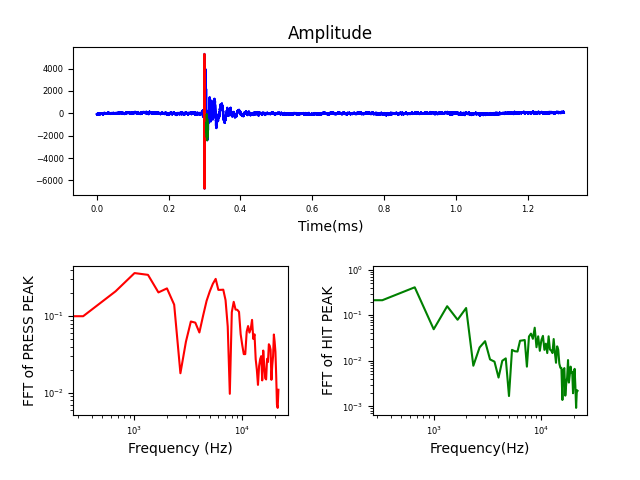 Amplitude
4000
2000
0
−2000
−4000
−6000
0.0 0.2 0.4 0.6 0.8 1.0 1.2
Time(ms)
FFT of PRESS PEAK
10⁻¹
10⁻²
10³ 10⁴
Frequency (Hz)
FFT of HIT PEAK
10⁰
10⁻¹
10⁻²
10⁻³
10³ 10⁴
Frequency(Hz)